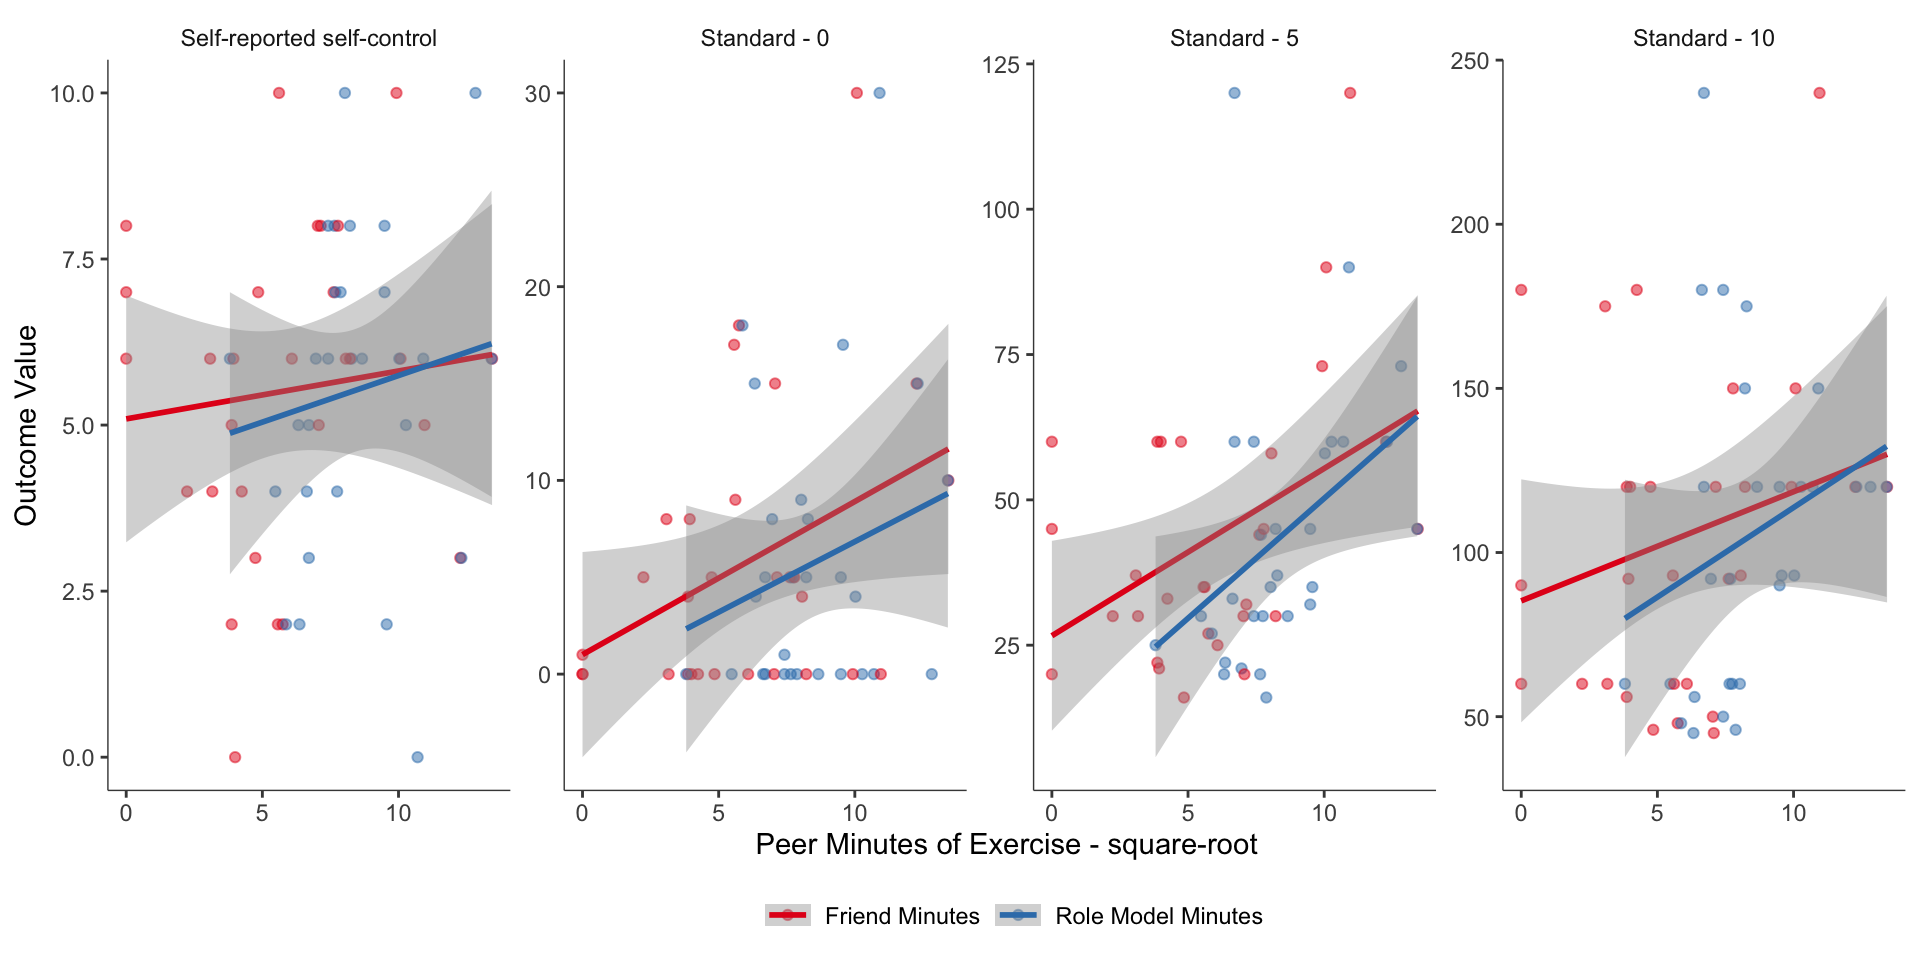 Self-reported self-control
Standard - 0
Standard - 5
Standard - 10
Outcome Value
10.0
7.5
5.0
2.5
0.0
0 5 10
30
20
10
0
0 5 10
125
100
75
50
25
0 5 10
250
200
150
100
50
0 5 10
Peer Minutes of Exercise - square-root
Friend Minutes
Role Model Minutes